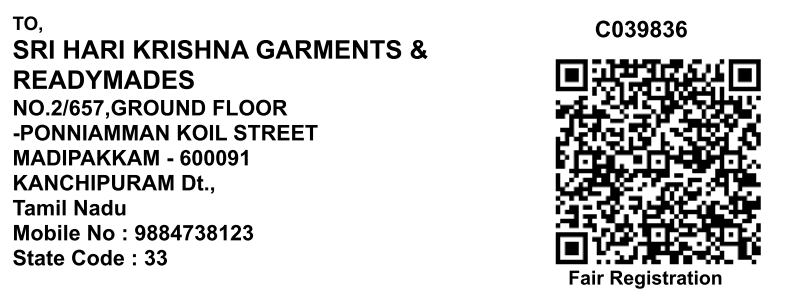 TO,
SRI HARI KRISHNA GARMENTS &
READYMADES
NO.2/657,GROUND FLOOR
-PONNIAMMAN KOIL STREET
MADIPAKKAM - 600091
KANCHIPURAM Dt.,
Tamil Nadu
Mobile No : 9884738123
State Code : 33
C039836
Fair Registration